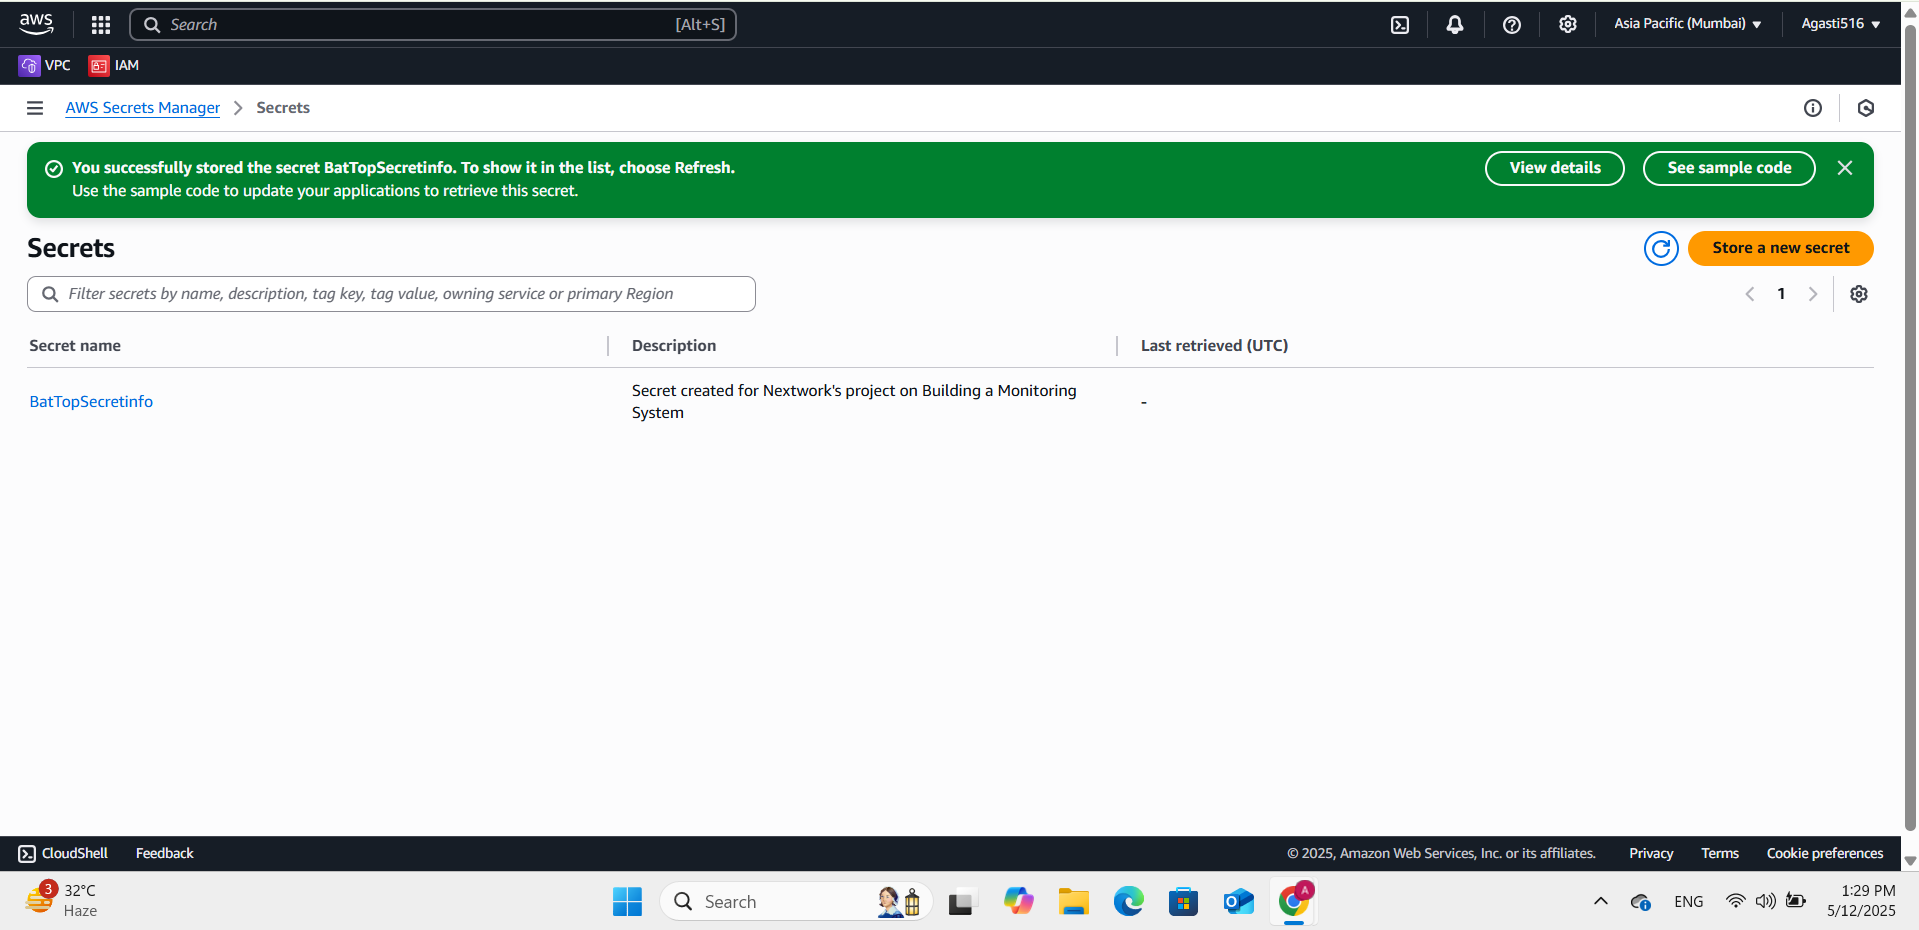 aws
Search [Alt+S]
Asia Pacific (Mumbai)
Agasti516
VPC
IAM
AWS Secrets Manager
Secrets
You successfully stored the secret BatTopSecretinfo. To show it in the list, choose Refresh.
Use the sample code to update your applications to retrieve this secret.
View details
See sample code
Secrets
Store a new secret
Filter secrets by name, description, tag key, tag value, owning service or primary Region
1
Secret name
Description
Last retrieved (UTC)
BatTopSecretinfo
Secret created for Nextwork's project on Building a Monitoring
System
-
CloudShell
Feedback
© 2025, Amazon Web Services, Inc. or its affiliates.
Privacy
Terms
Cookie preferences
3
32°C
Haze
Search
A
ENG
1:29 PM
5/12/2025